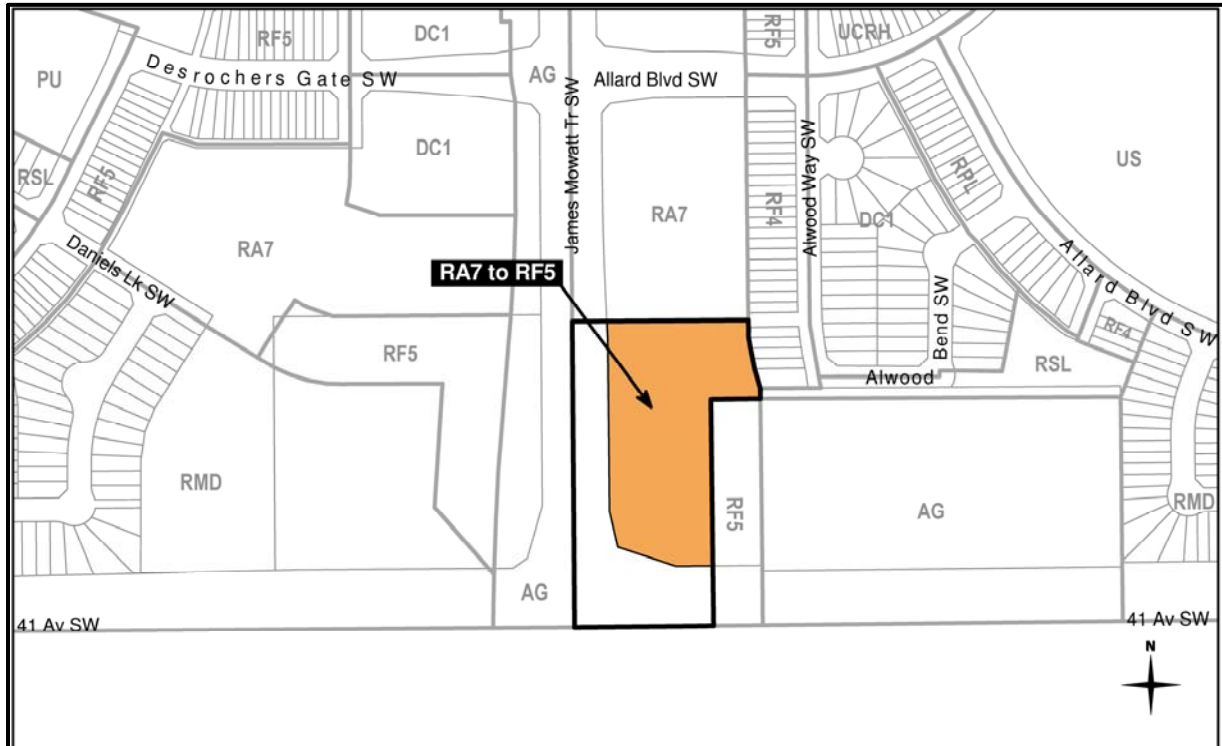 RF5
DC1
RF5
UCRH
PU
Desrochers Gate SW
AG
Allard Blvd SW
James Mowatt Tr SW
DC1
Alwood Way SW
RPL
US
RSL
RF5
RA7
RF4
DC1
RA7
Daniels Lk SW
Allard Blvd SW
RA7 to RF5
Bend SW
RF4
RF5
RSL
Alwood
RMD
RF5
AG
RMD
AG
41 Av SW
41 Av SW
N